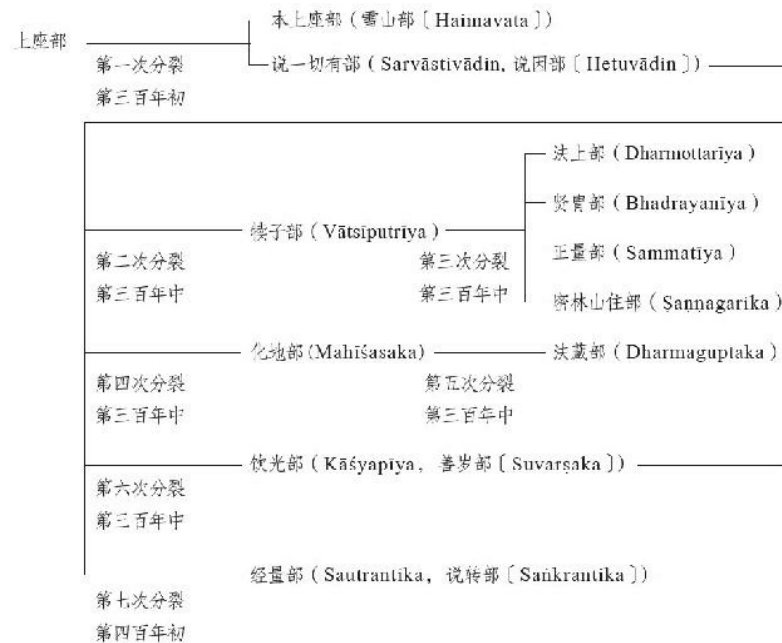 本上座部（雪山部〔Haimavata〕）
上座部
第一次分裂
说一切有部（Sarvāstivādin, 说因部〔Hetuvādin〕）
第三百年初
法上部（Dharmottarīya）
贤胄部（Bhadrayanīya）
犊子部（Vātsīputrīya）
第二次分裂
第三次分裂
正量部（Sammatīya）
第三百年中
第三百年中
密林山住部（Ṣaṇṇagarika）
化地部(Mahīśasaka)
法藏部（Dharmaguptaka）
第四次分裂
第五次分裂
第三百年中
第三百年中
饮光部（Kāśyapīya，善岁部〔Suvarṣaka〕）
第六次分裂
第三百年中
经量部（Sautrantika，说转部〔Saṅkrantika〕）
第七次分裂
第四百年初